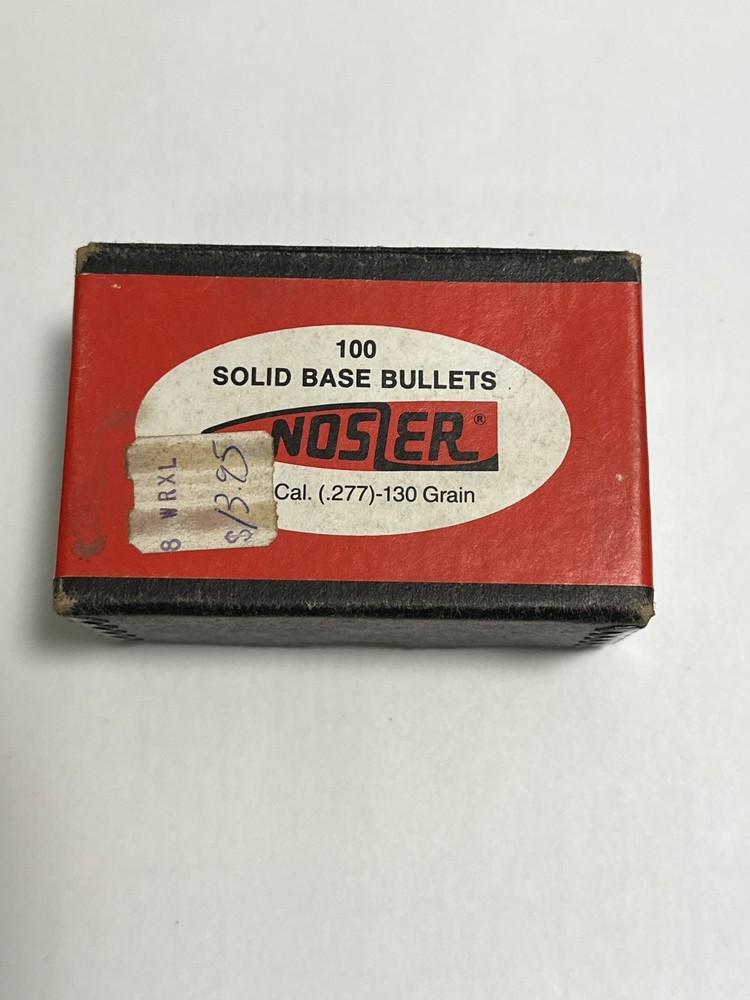 100
SOLID BASE BULLETS
NOSLER®
Cal. (.277)-130 Grain
8 WRXL
$13.95